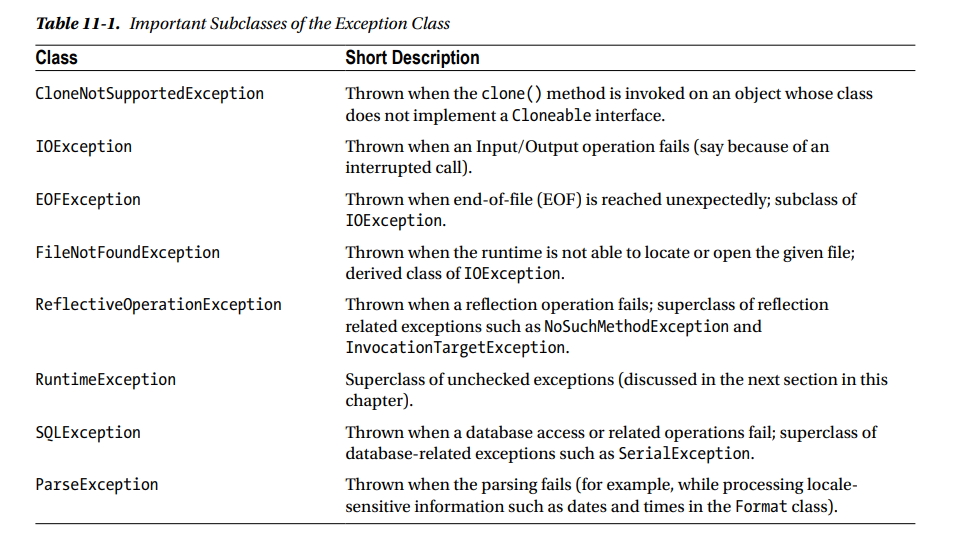 Table 11-1. Important Subclasses of the Exception Class
Class Short Description
CloneNotSupportedException Thrown when the clone() method is invoked on an object whose class
does not implement a Cloneable interface.
IOException Thrown when an Input/Output operation fails (say because of an
interrupted call).
EOFException Thrown when end-of-file (EOF) is reached unexpectedly; subclass of
IOException.
FileNotFoundException Thrown when the runtime is not able to locate or open the given file;
derived class of IOException.
ReflectiveOperationException Thrown when a reflection operation fails; superclass of reflection
related exceptions such as NoSuchMethodException and
InvocationTargetException.
RuntimeException Superclass of unchecked exceptions (discussed in the next section in this
chapter).
SQLException Thrown when a database access or related operations fail; superclass of
database-related exceptions such as SerialException.
ParseException Thrown when the parsing fails (for example, while processing locale-
sensitive information such as dates and times in the Format class).